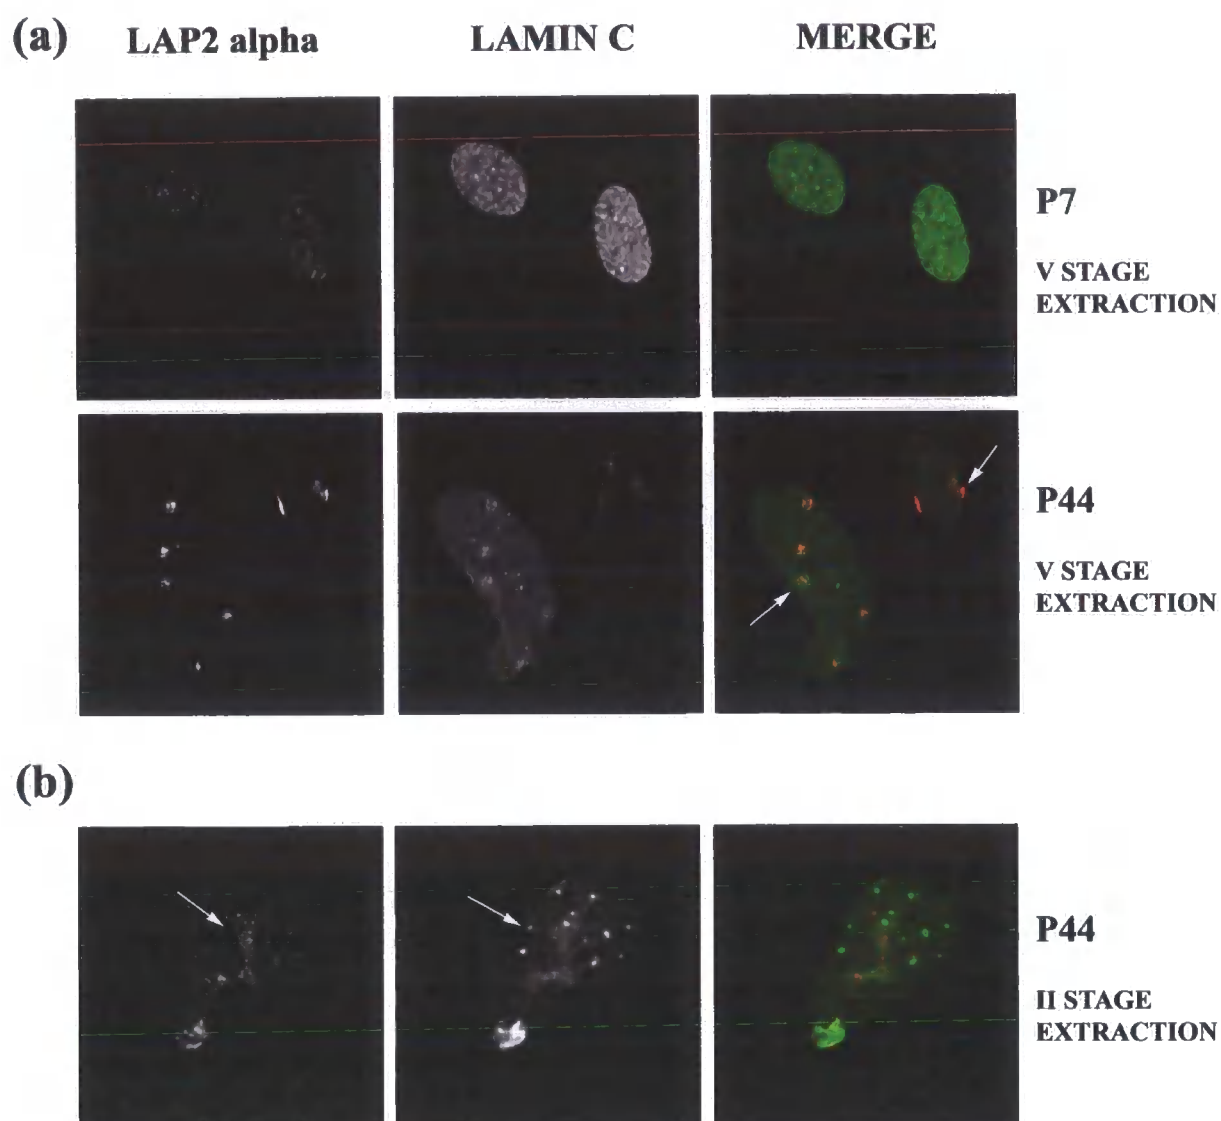 (a) LAP2 alpha LAMIN C MERGE
P7
V STAGE
EXTRACTION
P44
V STAGE
EXTRACTION
(b)
P44
II STAGE
EXTRACTION